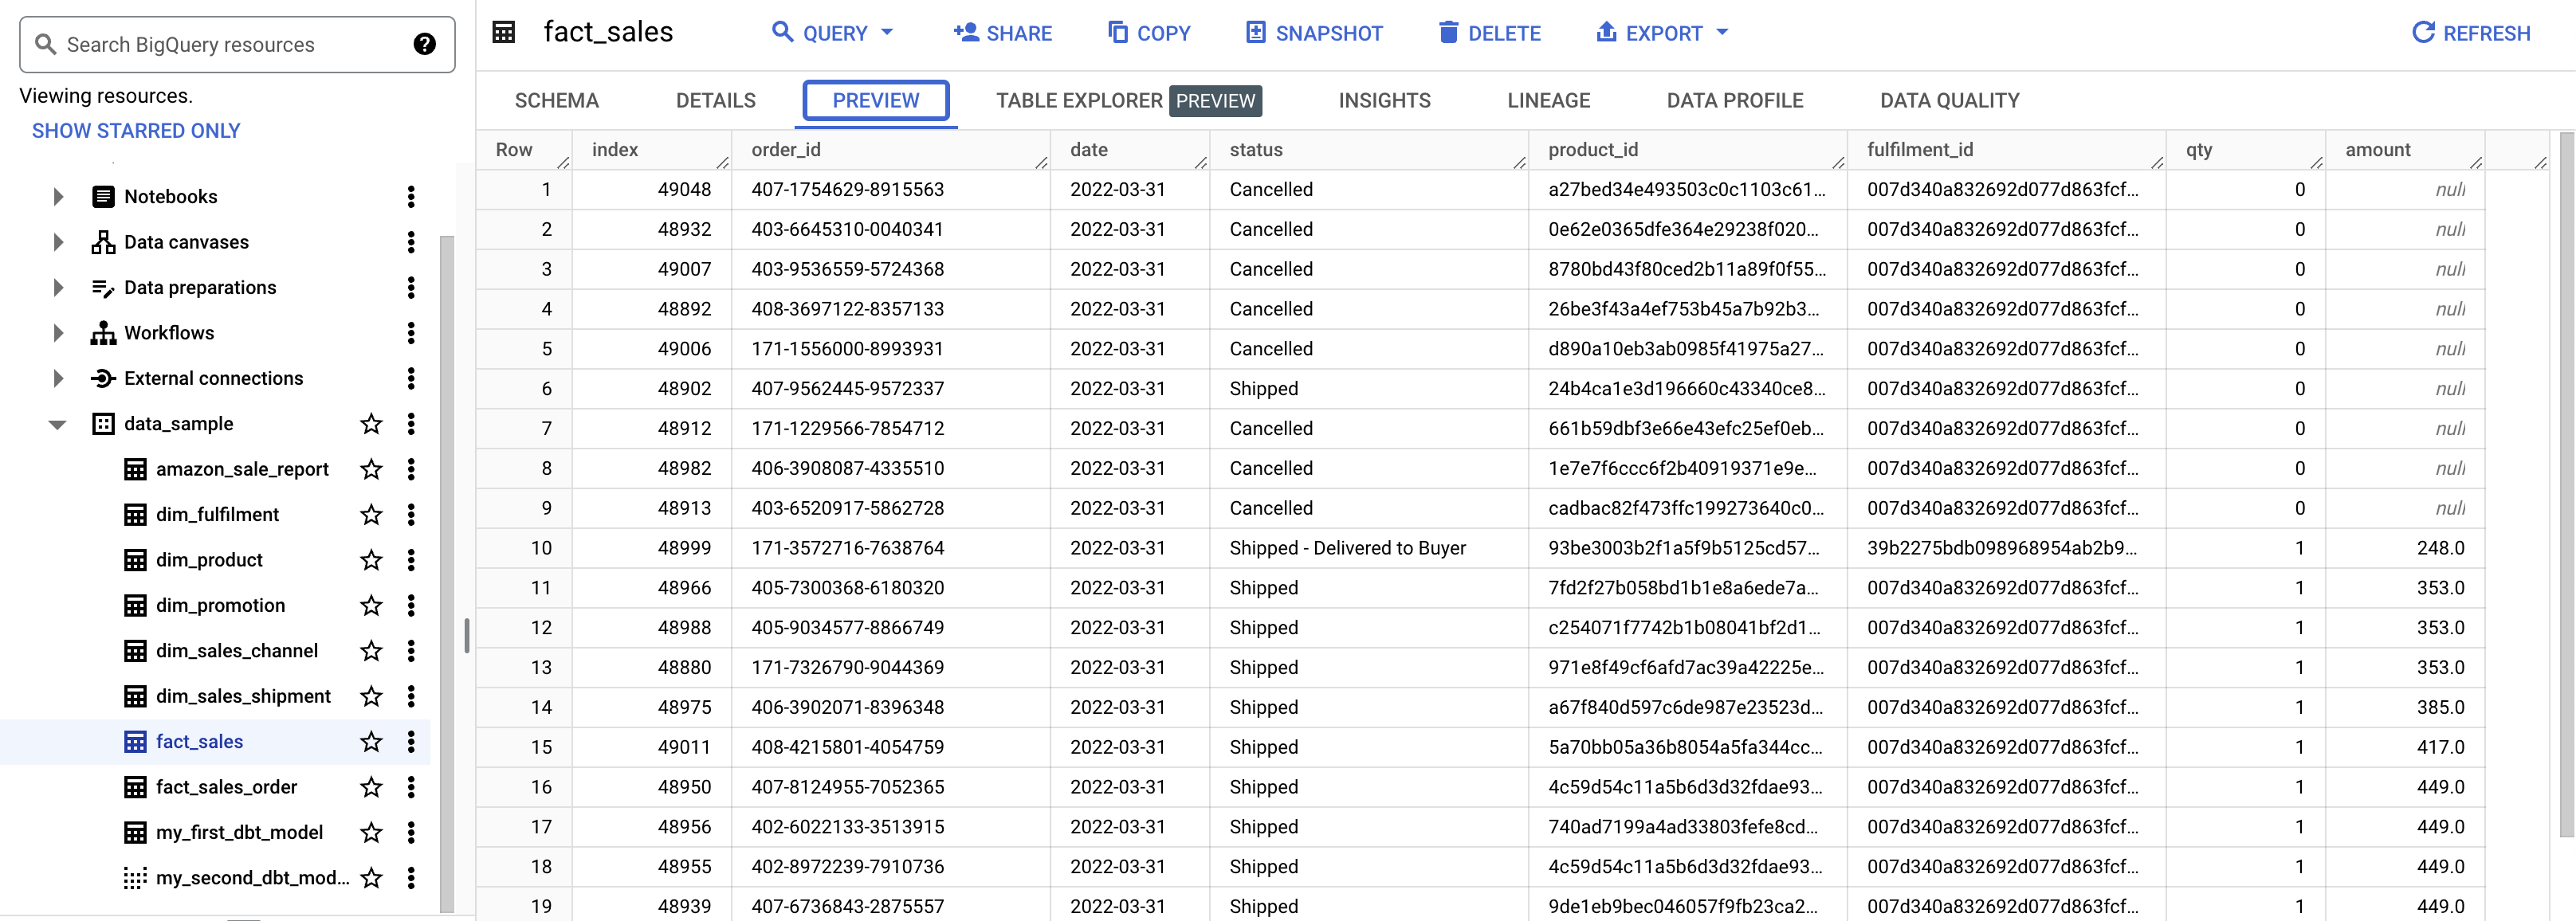 Search BigQuery resources ?
Viewing resources.
SHOW STARRED ONLY
Notebooks
Data canvases
Data preparations
Workflows
External connections
data_sample
amazon_sale_report
dim_fulfilment
dim_product
dim_promotion
dim_sales_channel
dim_sales_shipment
fact_sales
fact_sales_order
my_first_dbt_model
my_second_dbt_mod...
fact_sales QUERY SHARE COPY SNAPSHOT DELETE EXPORT REFRESH
SCHEMA DETAILS PREVIEW TABLE EXPLORER PREVIEW INSIGHTS LINEAGE DATA PROFILE DATA QUALITY
Row index order_id date status product_id fulfilment_id qty amount
1 49048 407-1754629-8915563 2022-03-31 Cancelled a27bed34e493503c0c1103c61... 007d340a832692d077d863fcf... 0 null
2 48932 403-6645310-0040341 2022-03-31 Cancelled 0e62e0365dfe364e29238f020... 007d340a832692d077d863fcf... 0 null
3 49007 403-9536559-5724368 2022-03-31 Cancelled 8780bd43f80ced2b11a89f0f55... 007d340a832692d077d863fcf... 0 null
4 48892 408-3697122-8357133 2022-03-31 Cancelled 26be3f43a4ef753b45a7b92b3... 007d340a832692d077d863fcf... 0 null
5 49006 171-1556000-8993931 2022-03-31 Cancelled d890a10eb3ab0985f41975a27... 007d340a832692d077d863fcf... 0 null
6 48902 407-9562445-9572337 2022-03-31 Shipped 24b4ca1e3d196660c43340ce8... 007d340a832692d077d863fcf... 0 null
7 48912 171-1229566-7854712 2022-03-31 Cancelled 661b59dbf3e66e43efc25ef0eb... 007d340a832692d077d863fcf... 0 null
8 48982 406-3908087-4335510 2022-03-31 Cancelled 1e7e7f6ccc6f2b40919371e9e... 007d340a832692d077d863fcf... 0 null
9 48913 403-6520917-5862728 2022-03-31 Cancelled cadbac82f473ffc199273640c0... 007d340a832692d077d863fcf... 0 null
10 48999 171-3572716-7638764 2022-03-31 Shipped - Delivered to Buyer 93be3003b2f1a5f9b5125cd57... 39b2275bdb098968954ab2b9... 1 248.0
11 48966 405-7300368-6180320 2022-03-31 Shipped 7fd2f27b058bd1b1e8a6ede7a... 007d340a832692d077d863fcf... 1 353.0
12 48988 405-9034577-8866749 2022-03-31 Shipped c254071f7742b1b08041bf2d1... 007d340a832692d077d863fcf... 1 353.0
13 48880 171-7326790-9044369 2022-03-31 Shipped 971e8f49cf6afd7ac39a42225e... 007d340a832692d077d863fcf... 1 353.0
14 48975 406-3902071-8396348 2022-03-31 Shipped a67f840d597c6de987e23523d... 007d340a832692d077d863fcf... 1 385.0
15 49011 408-4215801-4054759 2022-03-31 Shipped 5a70bb05a36b8054a5fa344cc... 007d340a832692d077d863fcf... 1 417.0
16 48950 407-8124955-7052365 2022-03-31 Shipped 4c59d54c11a5b6d3d32fdae93... 007d340a832692d077d863fcf... 1 449.0
17 48956 402-6022133-3513915 2022-03-31 Shipped 740ad7199a4ad33803fefe8cd... 007d340a832692d077d863fcf... 1 449.0
18 48955 402-8972239-7910736 2022-03-31 Shipped 4c59d54c11a5b6d3d32fdae93... 007d340a832692d077d863fcf... 1 449.0
19 48939 407-6736843-2875557 2022-03-31 Shipped 9de1eb9bec046057f9fb23ca2... 007d340a832692d077d863fcf... 1 449.0